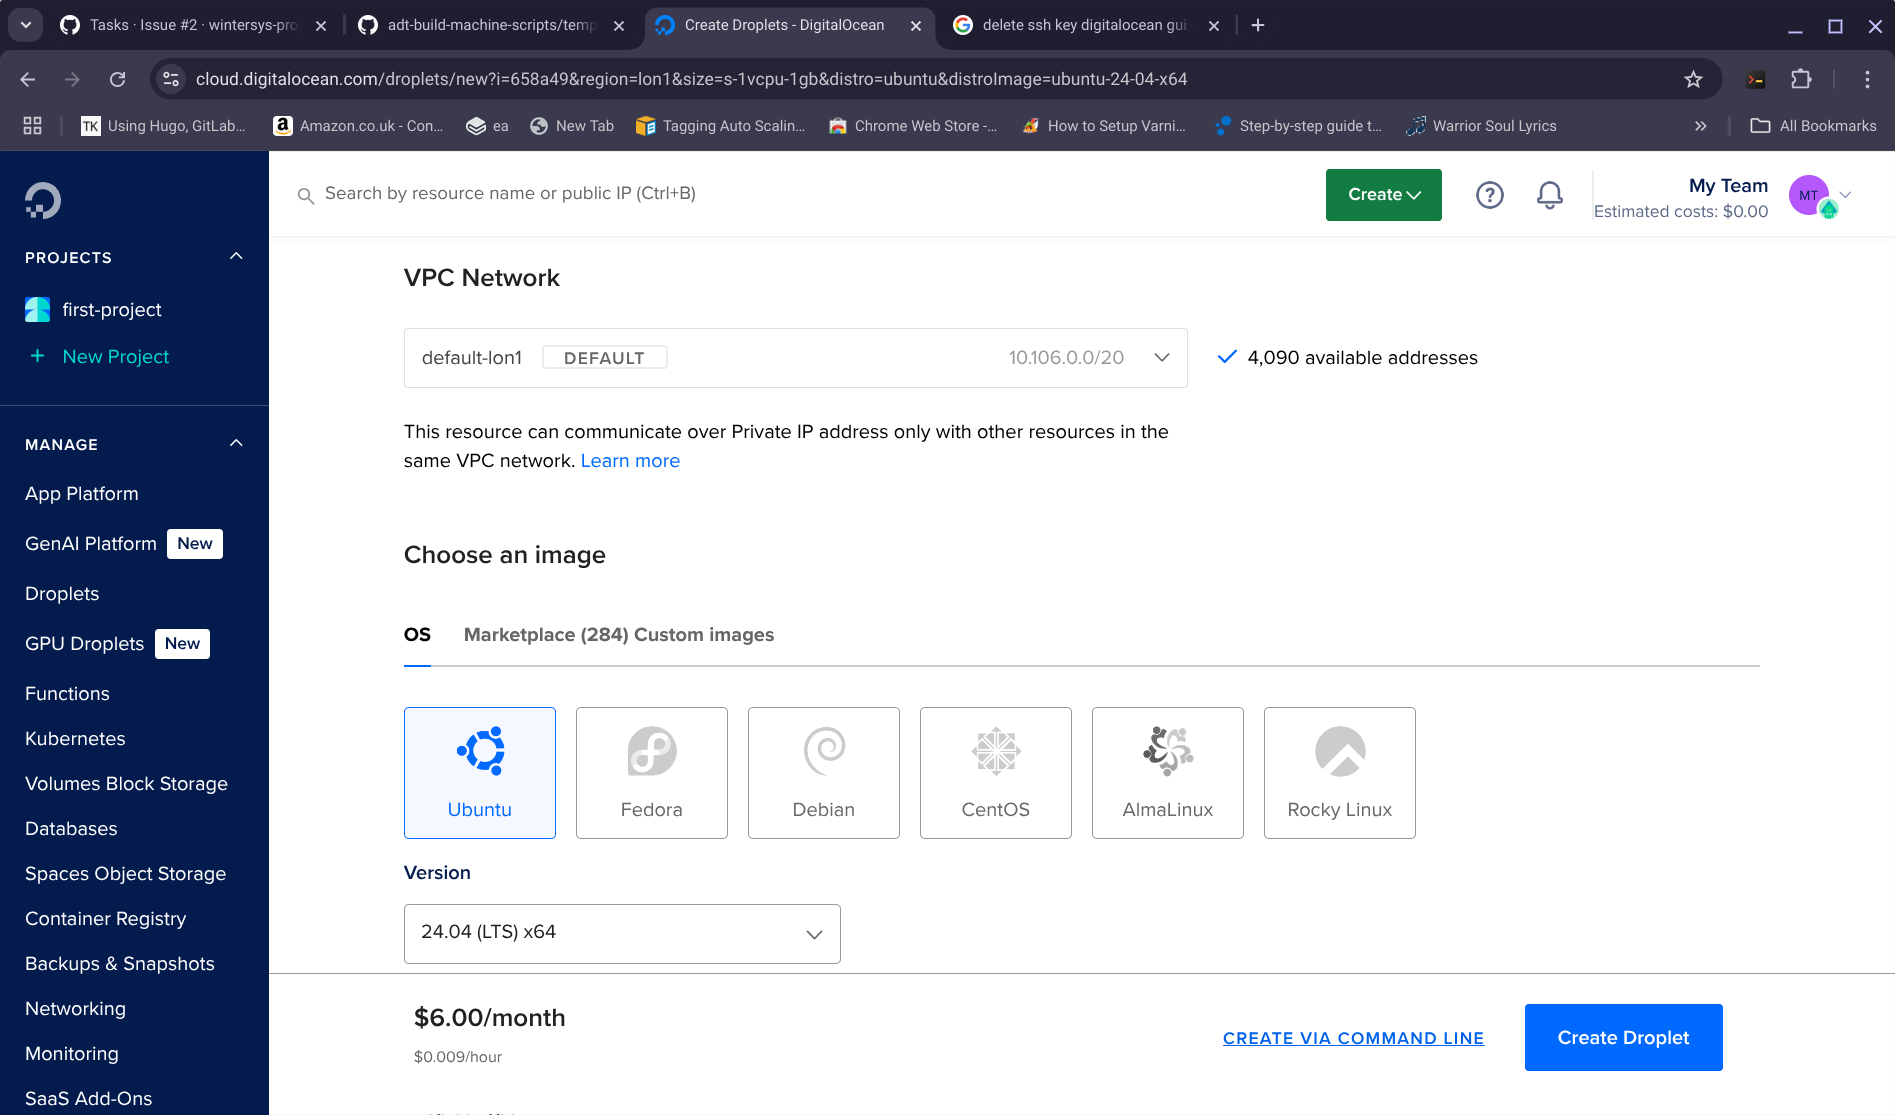 Tasks · Issue #2 · wintersys-pro
adt-build-machine-scripts/temp
Create Droplets - DigitalOcean
delete ssh key digitalocean gui
cloud.digitalocean.com/droplets/new?i=658a49&region=lon1&size=s-1vcpu-1gb&distro=ubuntu&distroImage=ubuntu-24-04-x64
TK Using Hugo, GitLab...
Amazon.co.uk - Con...
ea
New Tab
Tagging Auto Scalin...
Chrome Web Store -...
How to Setup Varni...
Step-by-step guide t...
Warrior Soul Lyrics
All Bookmarks
Search by resource name or public IP (Ctrl+B)
Create
My Team
Estimated costs: $0.00
MT
PROJECTS
first-project
+ New Project
MANAGE
App Platform
GenAI Platform New
Droplets
GPU Droplets New
Functions
Kubernetes
Volumes Block Storage
Databases
Spaces Object Storage
Container Registry
Backups & Snapshots
Networking
Monitoring
SaaS Add-Ons
VPC Network
default-lon1 DEFAULT 10.106.0.0/20
4,090 available addresses
This resource can communicate over Private IP address only with other resources in the
same VPC network. Learn more
Choose an image
OS Marketplace (284) Custom images
Ubuntu
Fedora
Debian
CentOS
AlmaLinux
Rocky Linux
Version
24.04 (LTS) x64
$6.00/month
$0.009/hour
CREATE VIA COMMAND LINE
Create Droplet